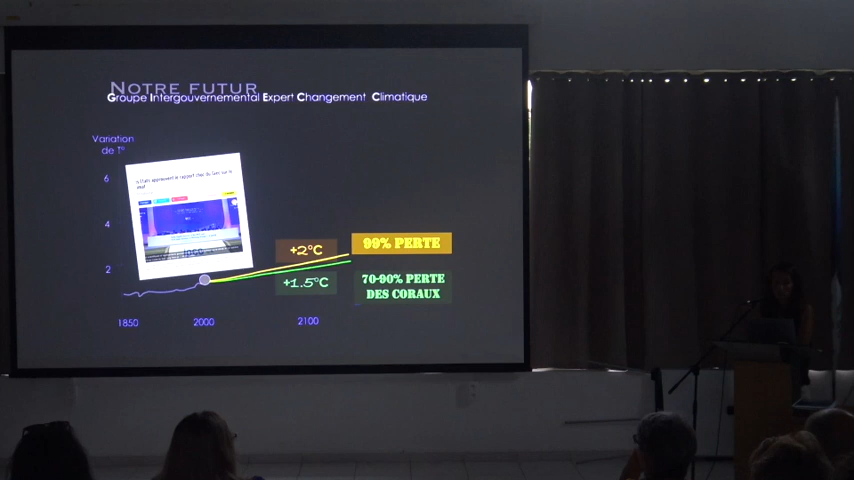 NOTRE FUTUR
Groupe Intergouvernemental Expert Changement Climatique
Variation
de T°
6
4
2
+2°C
99% PERTE
+1.5°C
70-90% PERTE
DES CORAUX
1850
2000
2100